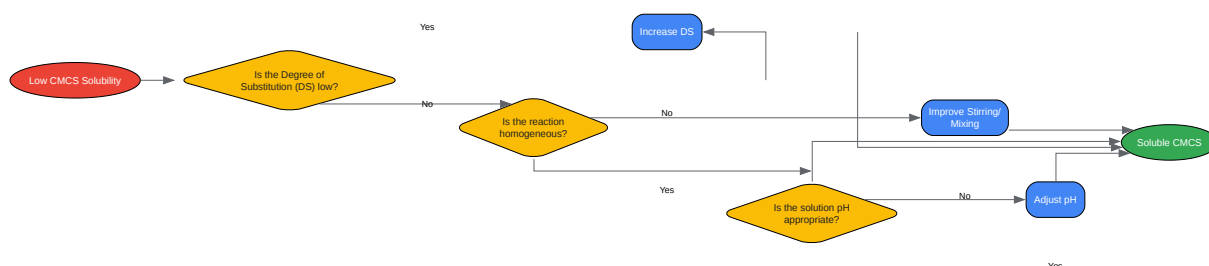 Yes
Increase DS
Low CMCS Solubility
Is the Degree of
Substitution (DS) low?
No
Is the reaction
homogeneous?
No
Improve Stirring/
Mixing
Soluble CMCS
Yes
Is the solution pH
appropriate?
No
Adjust pH
Yes